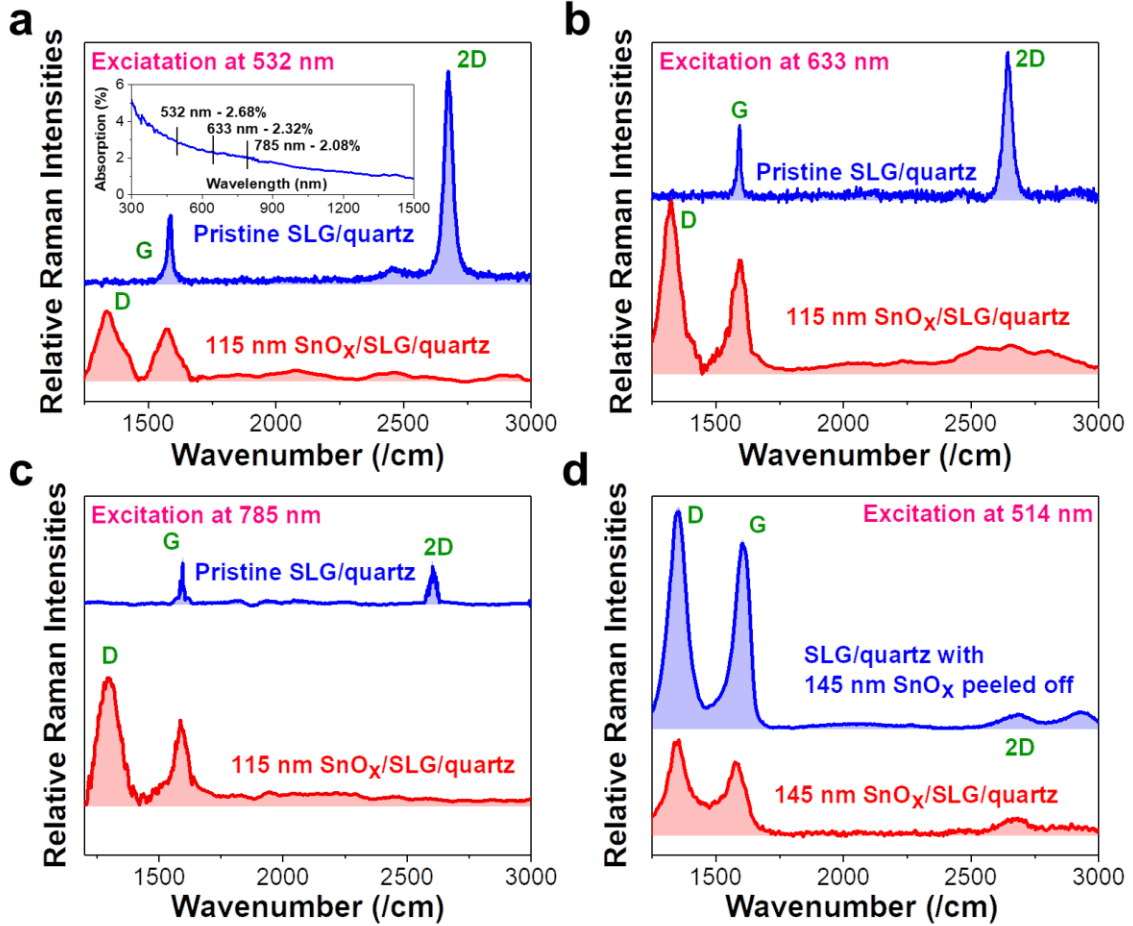 a
Relative Raman Intensities
Exciatation at 532 nm
2D
Absorption (%)
6
4
2
0
532 nm - 2.68%
633 nm - 2.32%
785 nm - 2.08%
Wavelength (nm)
300 600 900 1200 1500
G
Pristine SLG/quartz
D
115 nm SnOx/SLG/quartz
1500 2000 2500 3000
Wavenumber (/cm)
b
Relative Raman Intensities
Excitation at 633 nm
2D
G
Pristine SLG/quartz
D
115 nm SnOx/SLG/quartz
1500 2000 2500 3000
Wavenumber (/cm)
c
Relative Raman Intensities
Excitation at 785 nm
G
2D
Pristine SLG/quartz
D
115 nm SnOx/SLG/quartz
1500 2000 2500 3000
Wavenumber (/cm)
d
Relative Raman Intensities
Excitation at 514 nm
D
G
SLG/quartz with
145 nm SnOx peeled off
2D
145 nm SnOx/SLG/quartz
1500 2000 2500 3000
Wavenumber (/cm)